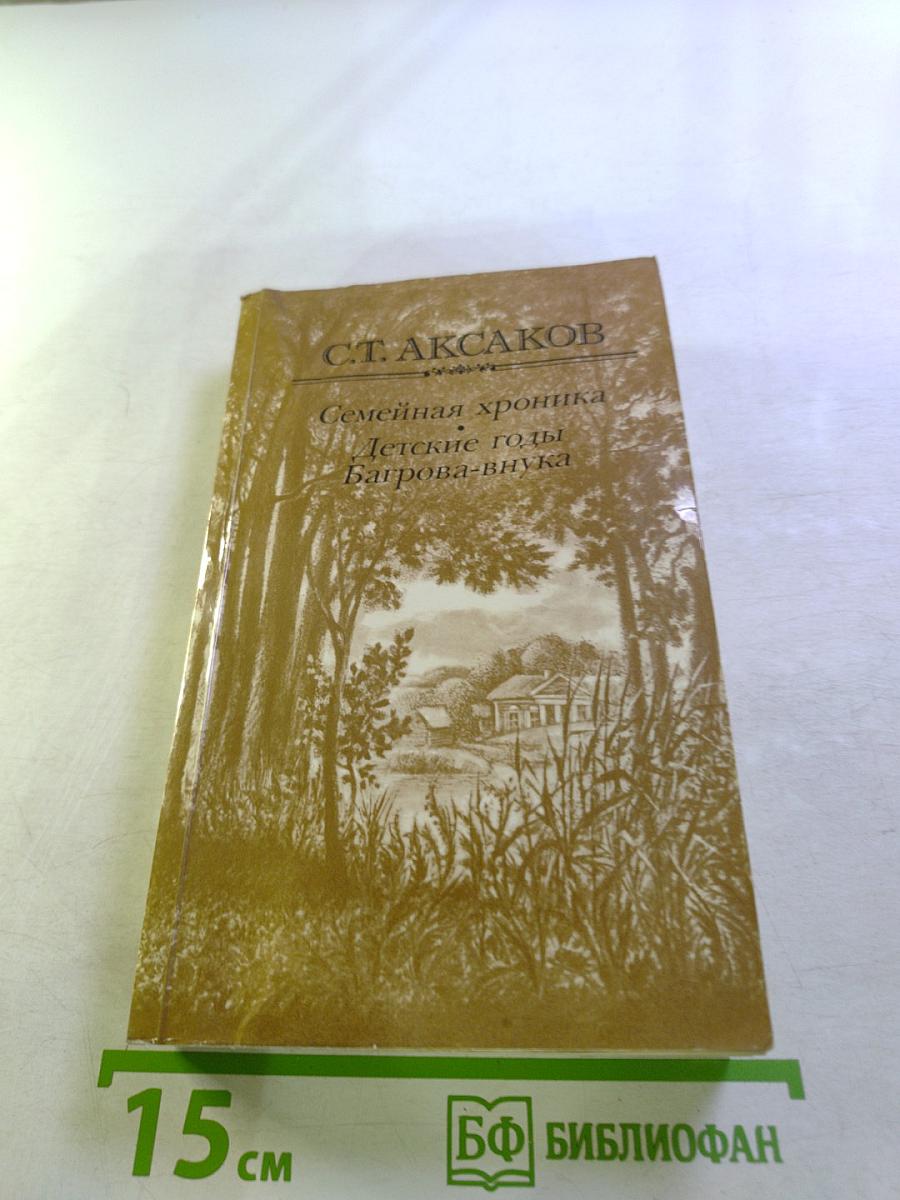 С.Т. АКСАКОВ
Семейная хроника
•
Детские годы
Багрова-внука
15 см
БФ БИБЛИОФАН